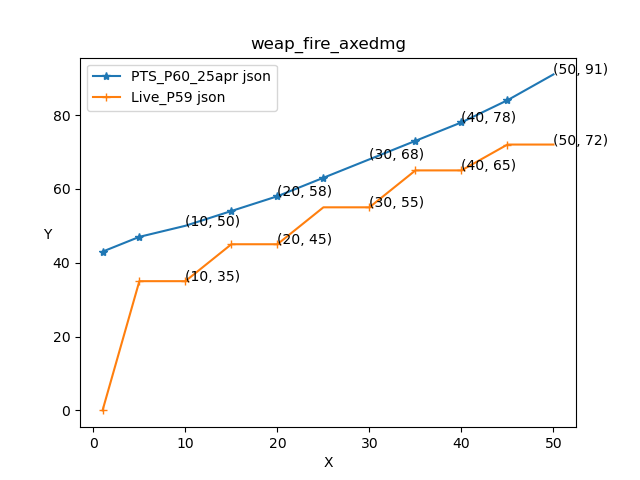 weap_fire_axedmg
PTS_P60_25apr json
Live_P59 json
(50, 91)
(40, 78)
(50, 72)
(30, 68)
(40, 65)
(20, 58)
(30, 55)
(10, 50)
(20, 45)
(10, 35)
Y
80
60
40
20
0
0 10 20 30 40 50
X